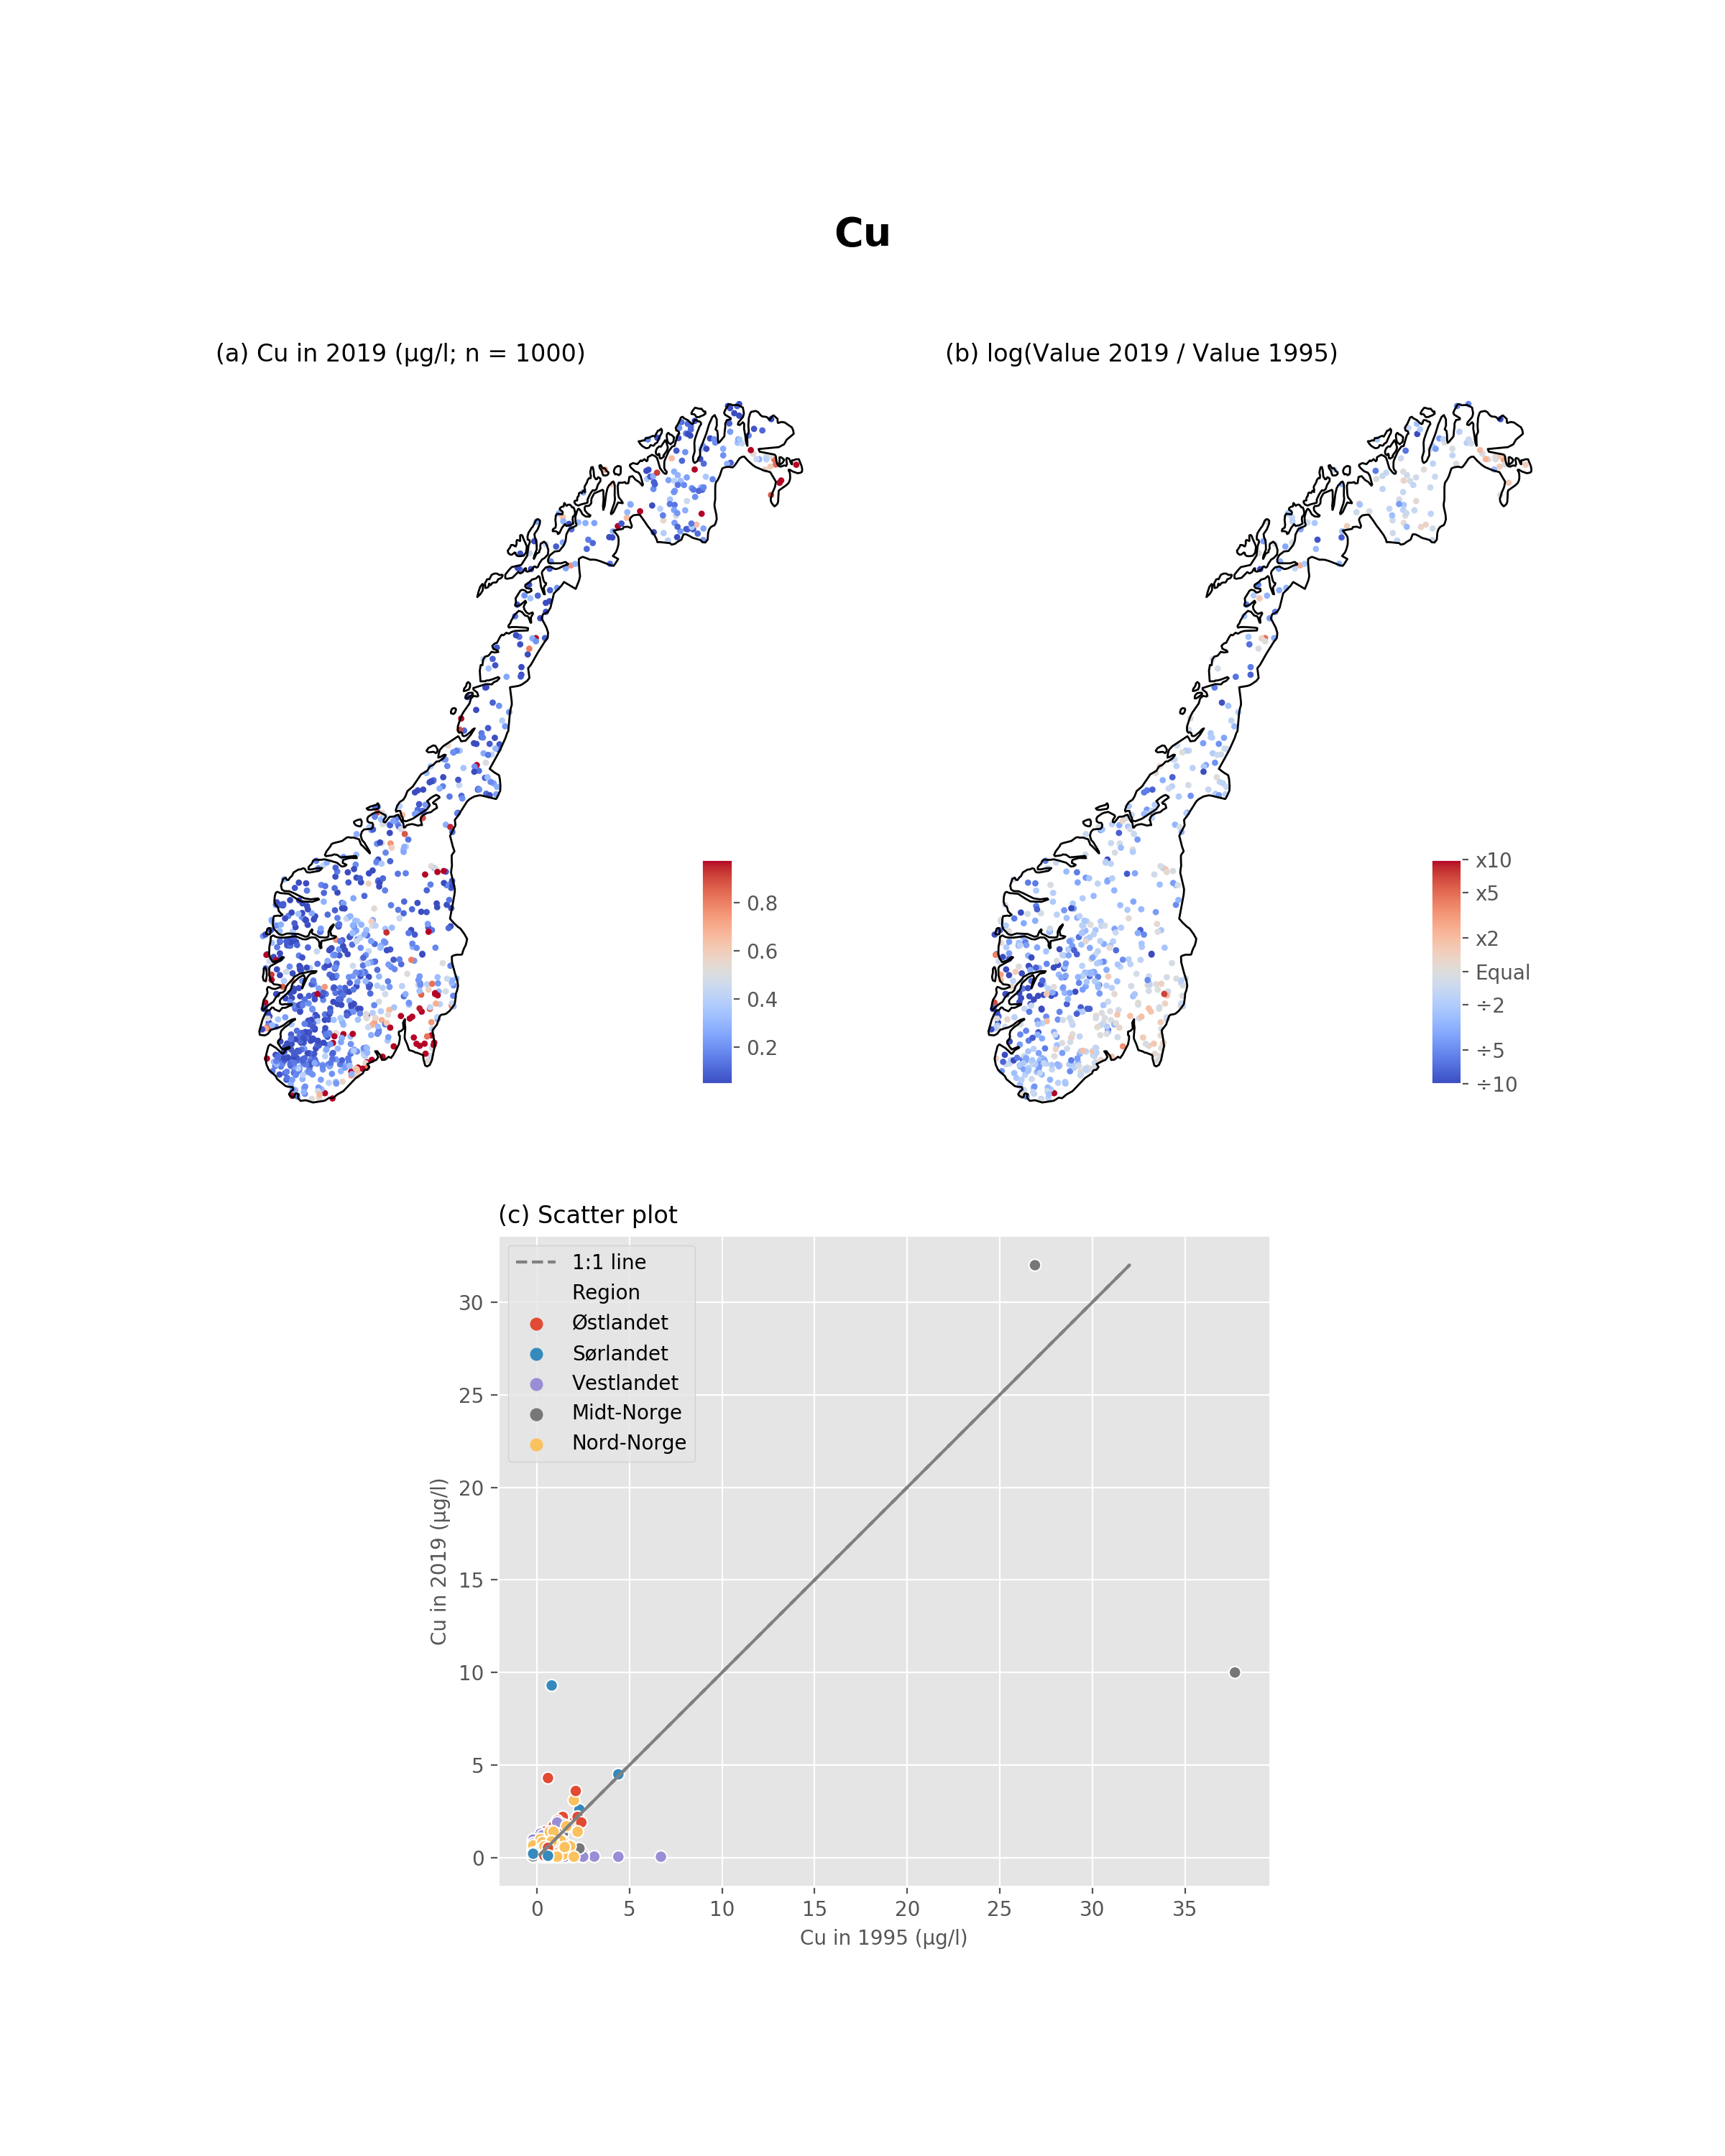 Cu
(a) Cu in 2019 (µg/l; n = 1000)
0.8
0.6
0.4
0.2
(b) log(Value 2019 / Value 1995)
x10
x5
x2
Equal
÷2
÷5
÷10
(c) Scatter plot
1:1 line
Region
Østlandet
Sørlandet
Vestlandet
Midt-Norge
Nord-Norge
Cu in 2019 (µg/l)
30
25
20
15
10
5
0
0 5 10 15 20 25 30 35
Cu in 1995 (µg/l)